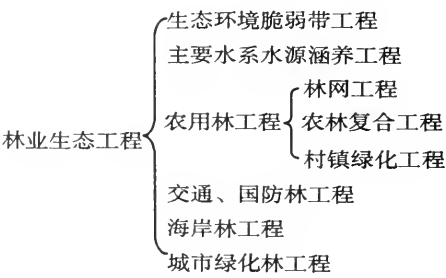 生态环境脆弱带工程
主要水系水源涵养工程
林网工程
林业生态工程
农用林工程
农林复合工程
村镇绿化工程
交通、国防林工程
海岸林工程
城市绿化林工程